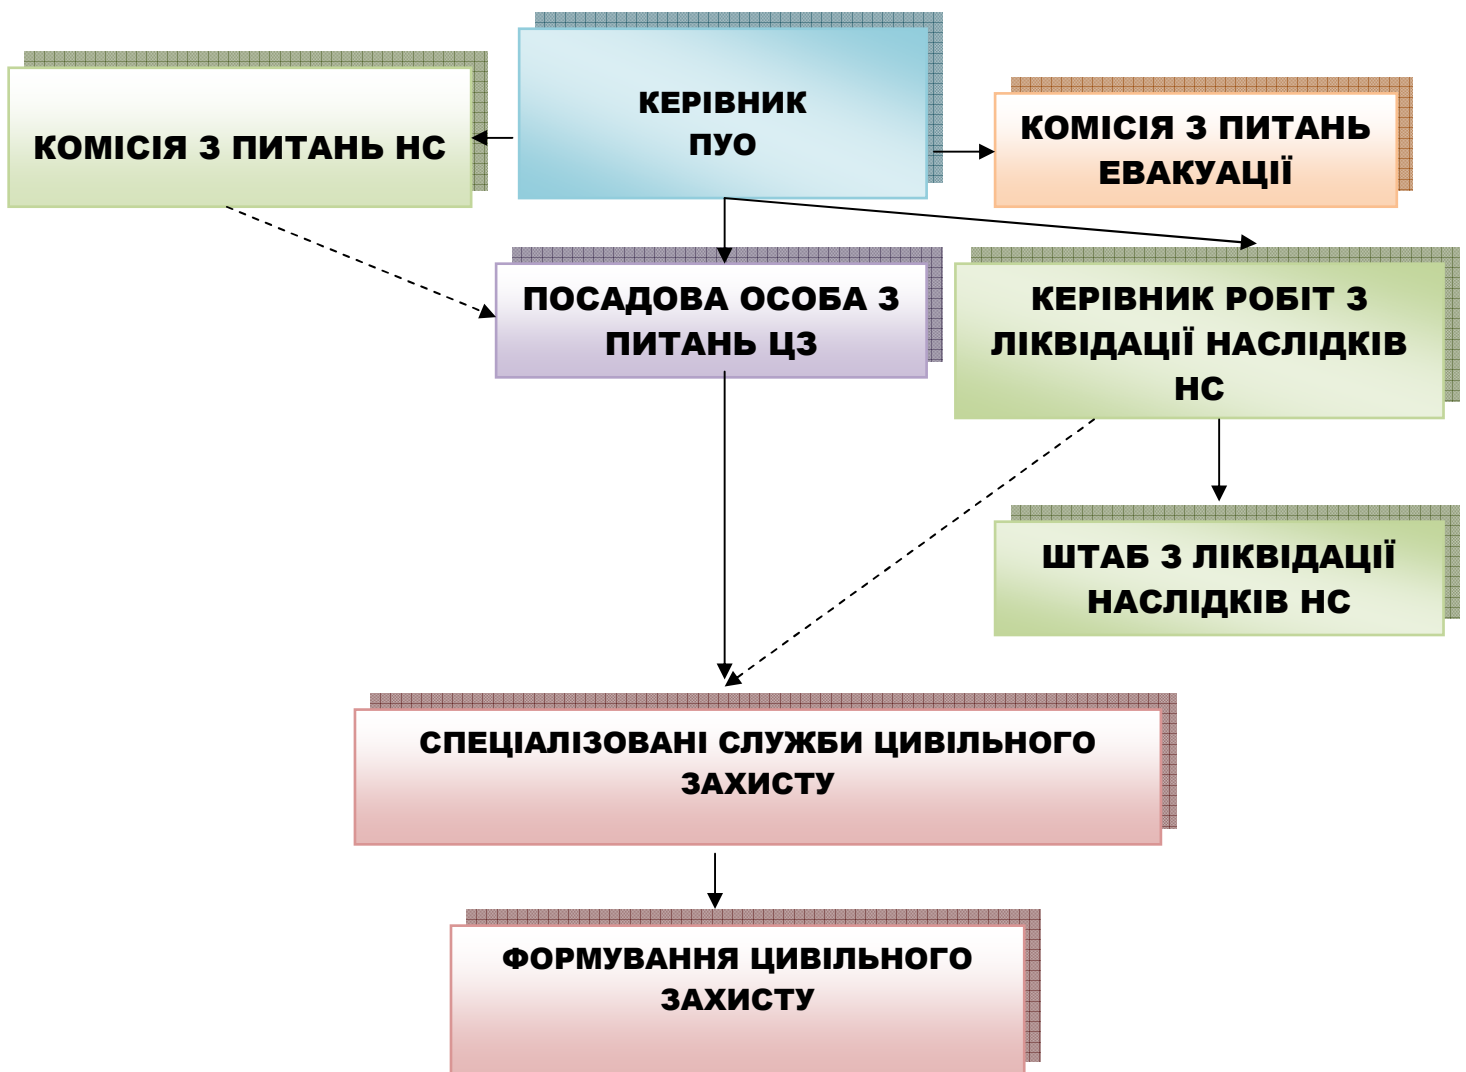 КЕРІВНИК
ПУО
КОМІСІЯ З ПИТАНЬ НС
КОМІСІЯ З ПИТАНЬ
ЕВАКУАЦІЇ
ПОСАДОВА ОСОБА З
ПИТАНЬ ЦЗ
КЕРІВНИК РОБІТ З
ЛІКВІДАЦІЇ НАСЛІДКІВ
НС
ШТАБ З ЛІКВІДАЦІЇ
НАСЛІДКІВ НС
СПЕЦІАЛІЗОВАНІ СЛУЖБИ ЦИВІЛЬНОГО
ЗАХИСТУ
ФОРМУВАННЯ ЦИВІЛЬНОГО
ЗАХИСТУ